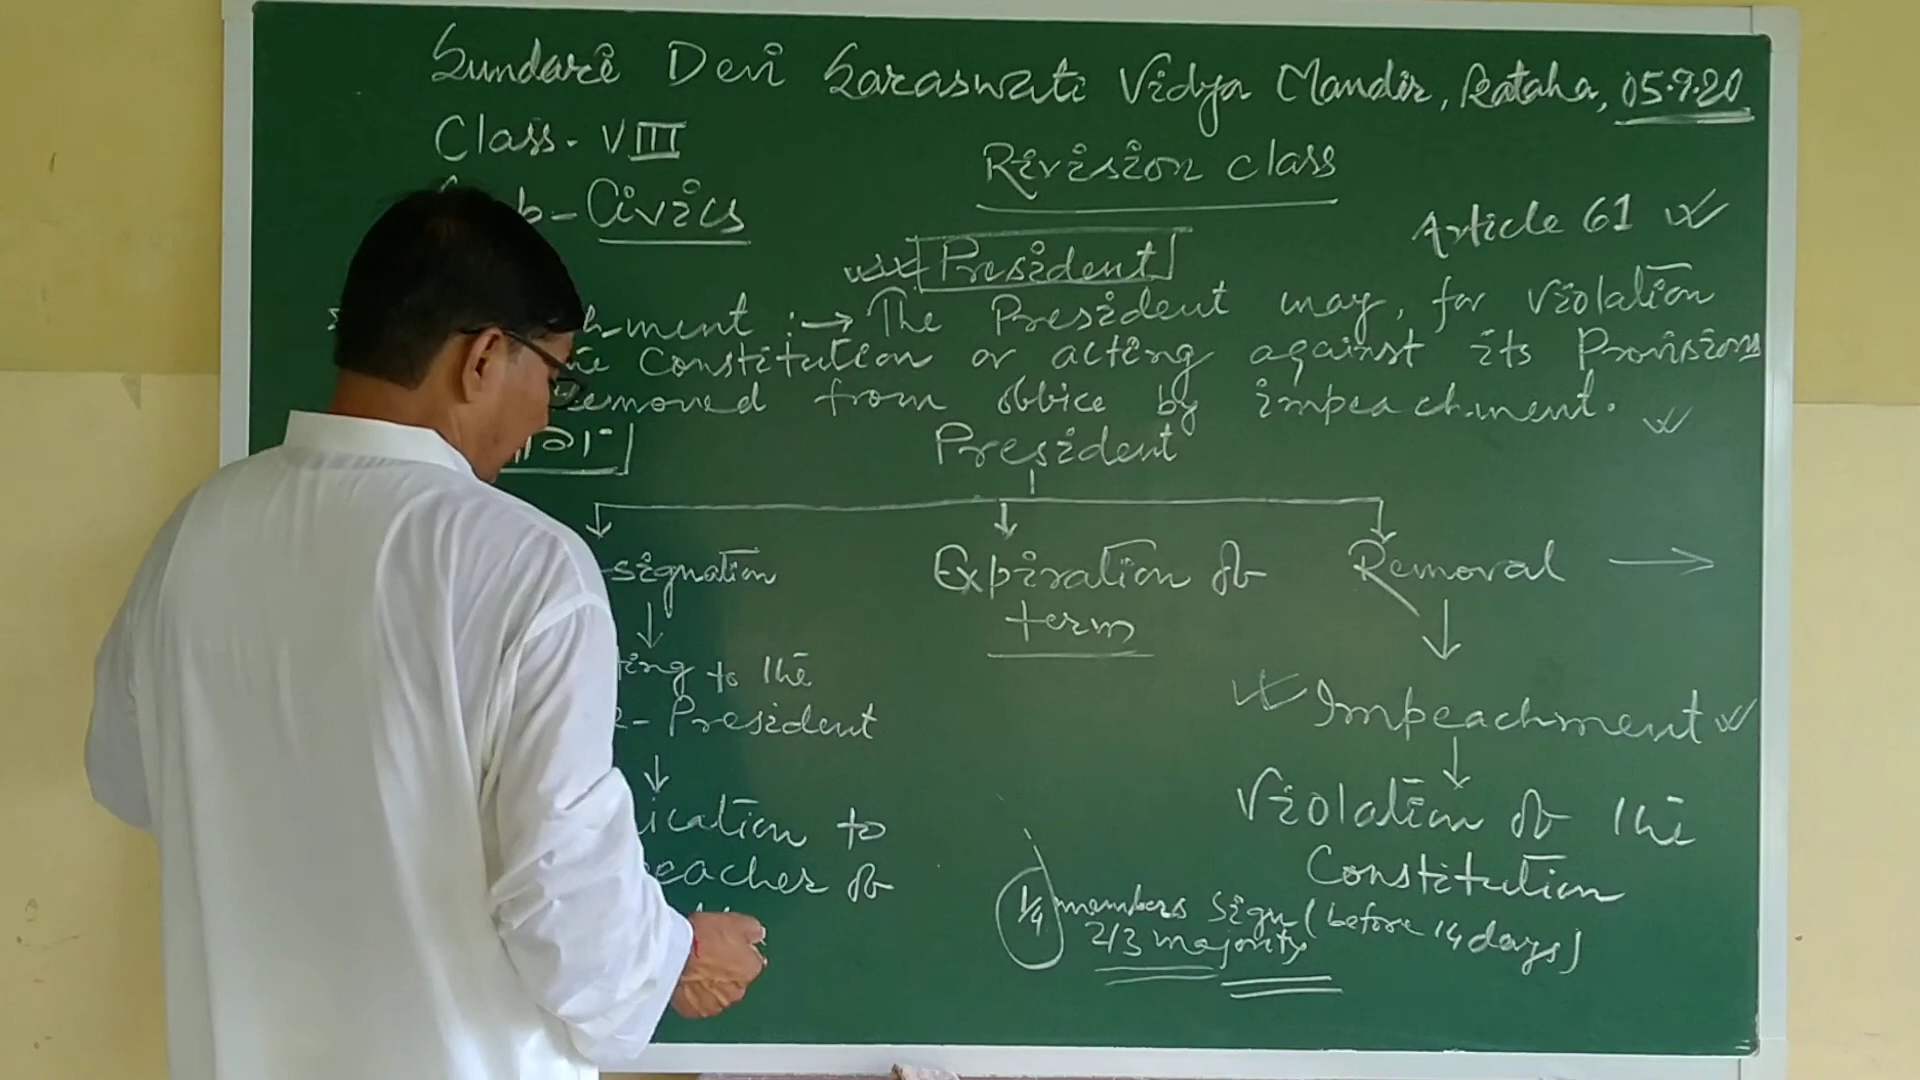 Sundari Devi Saraswati Vidya Mandir, Rataha, 05.9.20
Class- VIII
Rivision class
b- Civics
Article 61
President
h-ment :→ The President may, for violation
Constitution or acting against its Provisions
removed from office by impeachment.
President
signation
Expiration of
term
Removal →
ting to the
- President
Impeachment
ication to
peacher of
Violation of the
Constitution
1/4 members sign (before 14 days)
2/3 majority